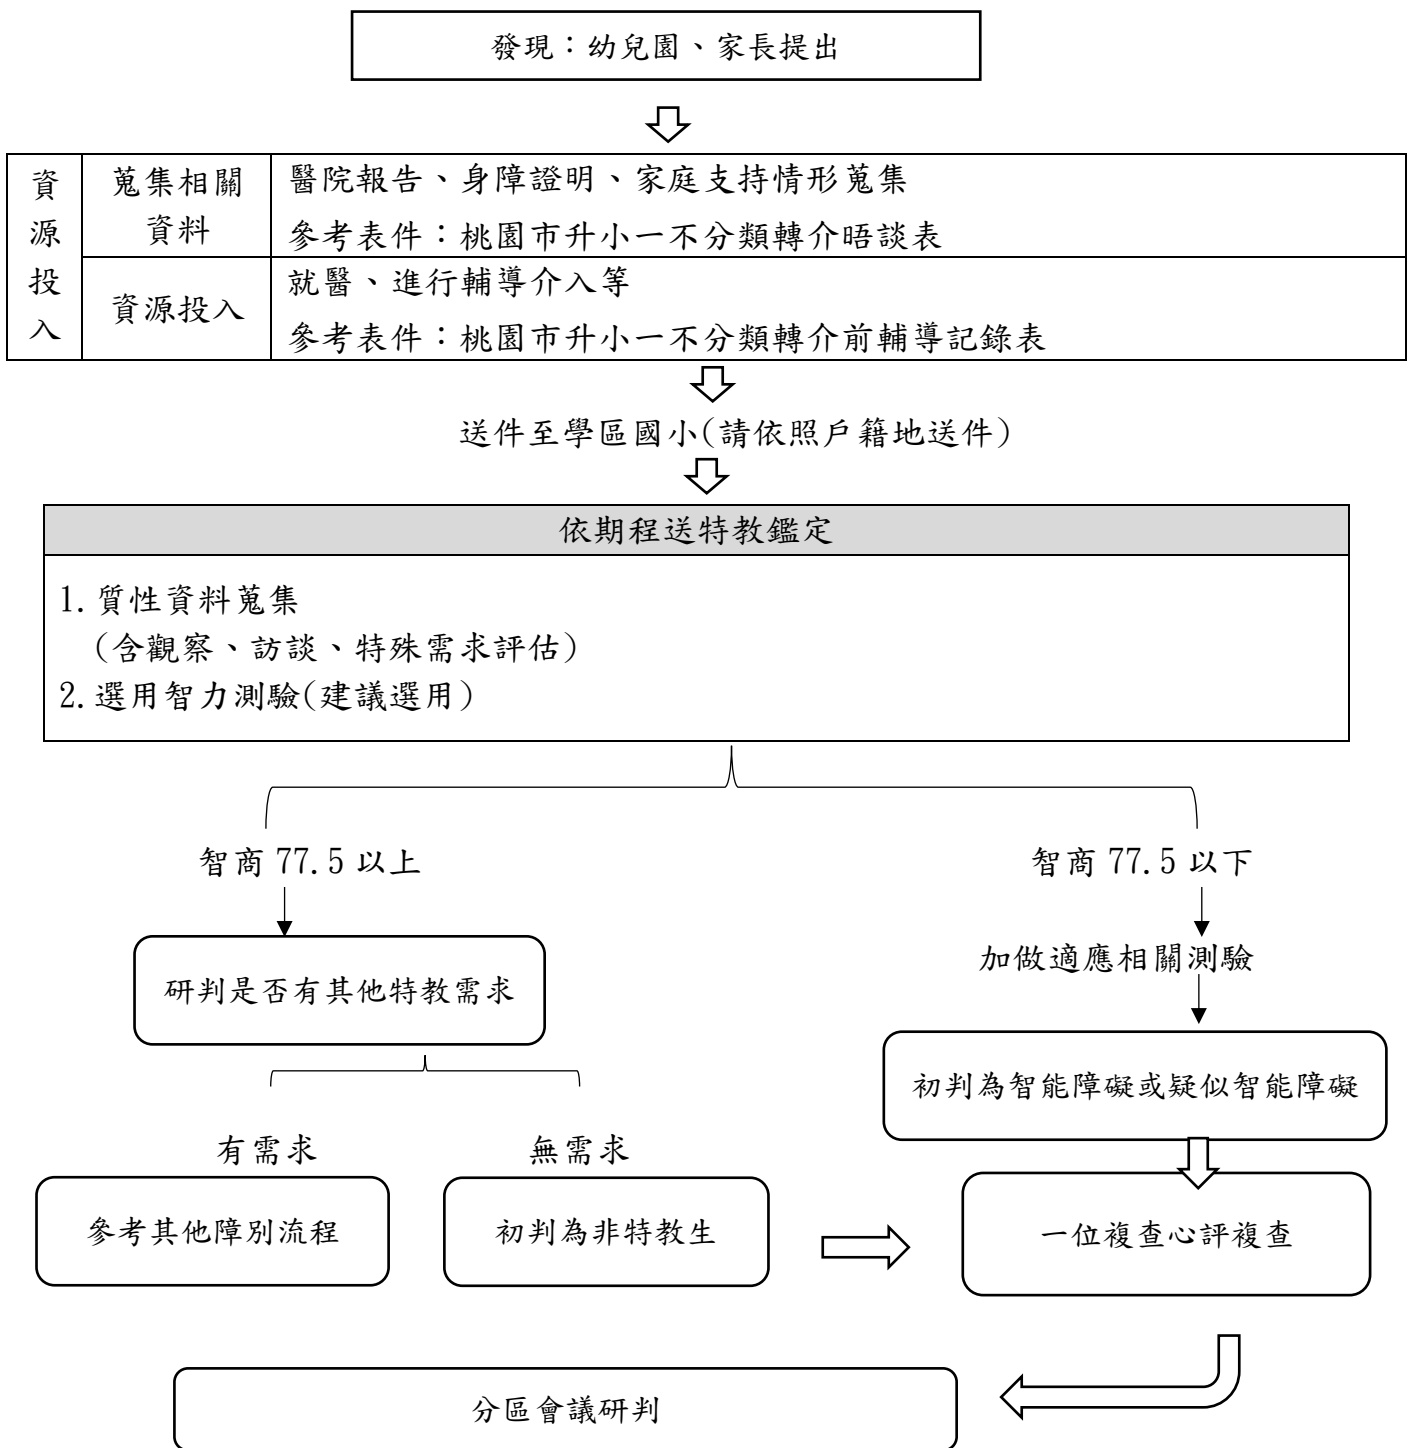 發現：幼兒園、家長提出
資源投入
蒐集相關
資料
醫院報告、身障證明、家庭支持情形蒐集
參考表件：桃園市升小一不分類轉介晤談表
資源投入
就醫、進行輔導介入等
參考表件：桃園市升小一不分類轉介前輔導記錄表
送件至學區國小(請依照戶籍地送件)
依期程送特教鑑定
1.質性資料蒐集
(含觀察、訪談、特殊需求評估)
2.選用智力測驗(建議選用)
智商 77.5 以上
智商 77.5 以下
研判是否有其他特教需求
加做適應相關測驗
初判為智能障礙或疑似智能障礙
有需求
無需求
參考其他障別流程
初判為非特教生
一位複查心評複查
分區會議研判